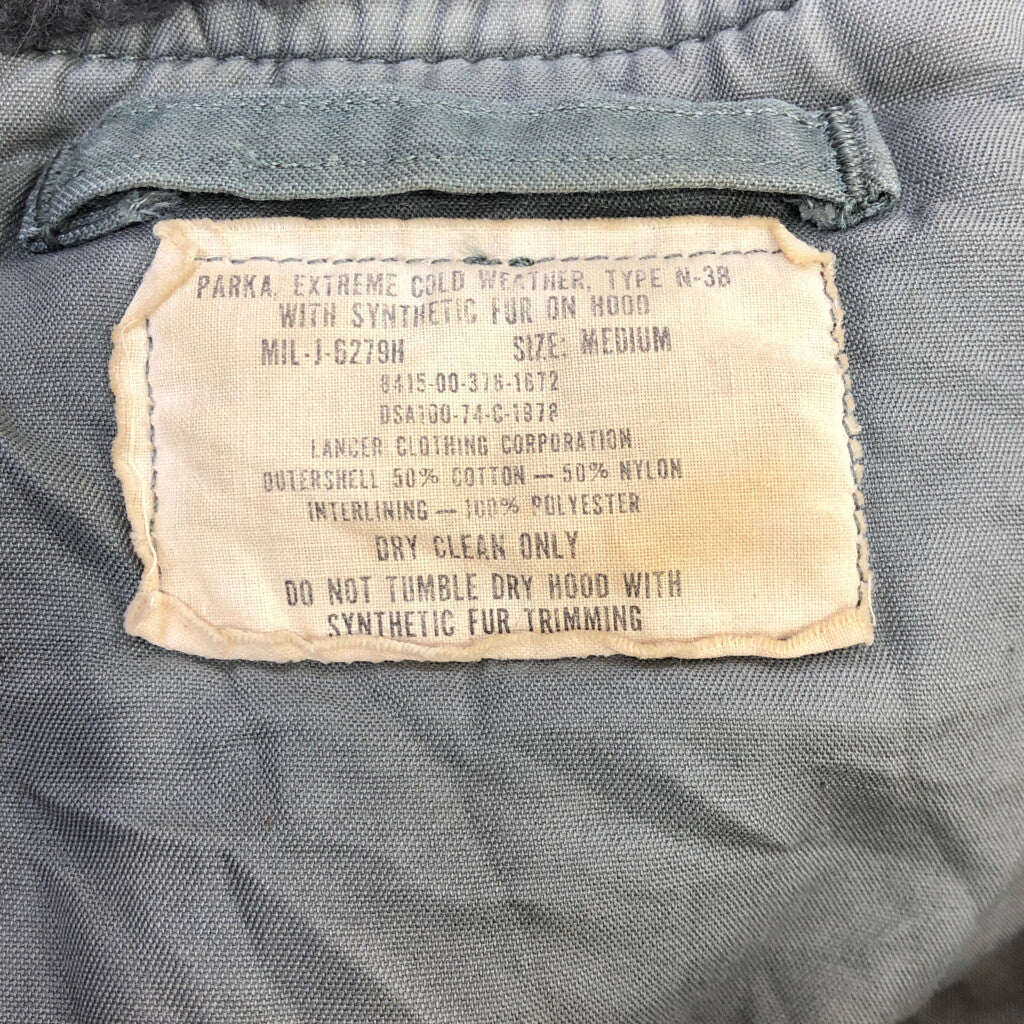 PARKA, EXTREME COLD WEATHER, TYPE N-3B
WITH SYNTHETIC FUR ON HOOD
MIL-J-6279H SIZE: MEDIUM
8415-00-376-1672
DSA100-74-C-1378
LANCER CLOTHING CORPORATION
OUTERSHELL 50% COTTON — 50% NYLON
INTERLINING — 100% POLYESTER
DRY CLEAN ONLY
DO NOT TUMBLE DRY HOOD WITH
SYNTHETIC FUR TRIMMING